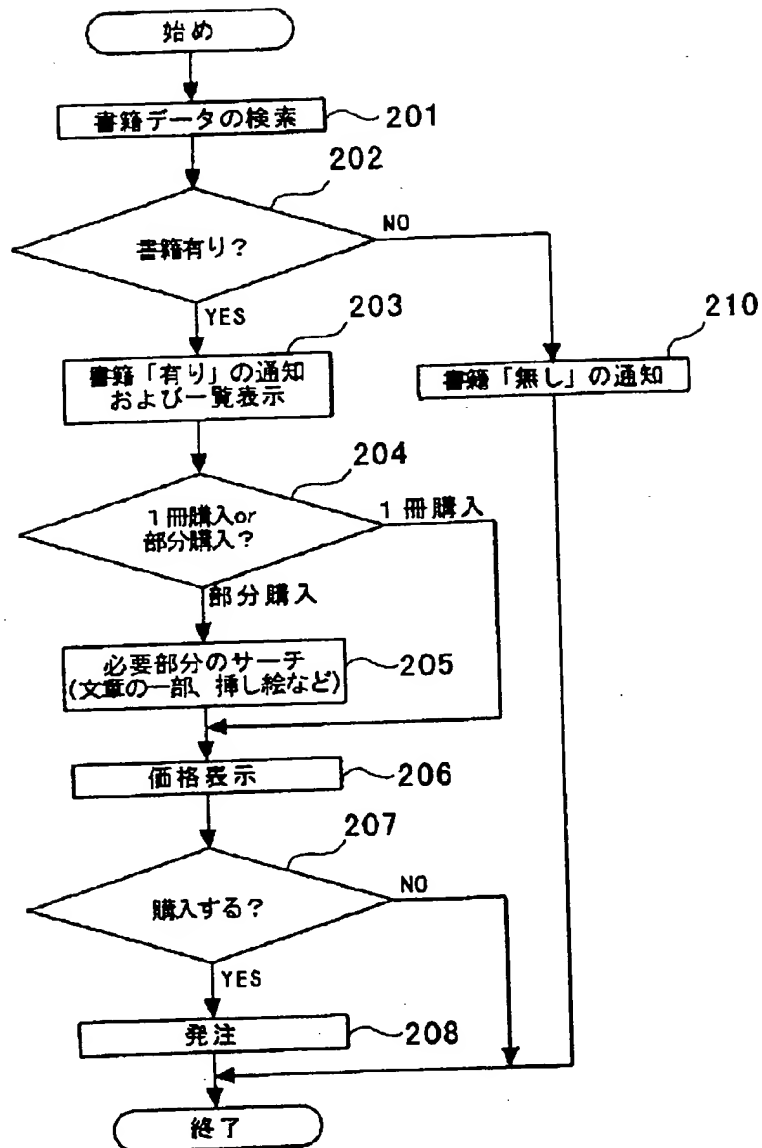 始め
書籍データの検索
201
202
書籍有り?
NO
YES
203
210
書籍「有り」の通知
および一覧表示
書籍「無し」の通知
204
1冊購入or
部分購入?
1冊購入
部分購入
必要部分のサーチ
(文章の一部、挿し絵など)
205
価格表示
206
207
購入する?
NO
YES
発注
208
終了